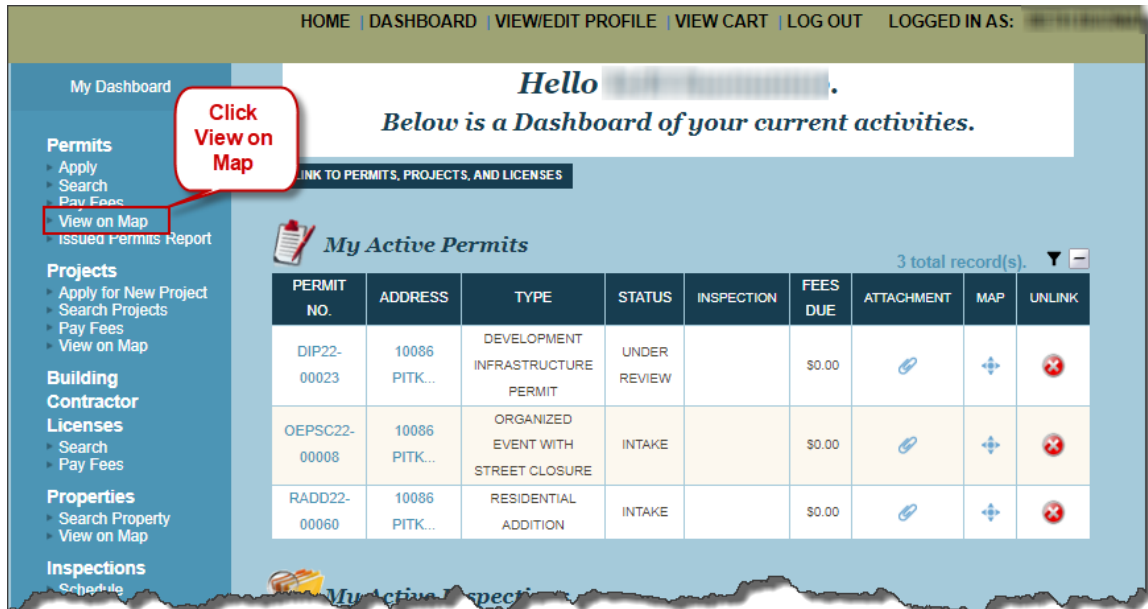 HOME | DASHBOARD | VIEW/EDIT PROFILE | VIEW CART | LOG OUT LOGGED IN AS:
My Dashboard
Click
View on
Map
Permits
Apply
Search
Pay Fees
View on Map
Issued Permits Report
Projects
Apply for New Project
Search Projects
Pay Fees
View on Map
Building
Contractor
Licenses
Search
Pay Fees
Properties
Search Property
View on Map
Inspections
Schedule
Hello .
Below is a Dashboard of your current activities.
LINK TO PERMITS, PROJECTS, AND LICENSES
My Active Permits
3 total record(s).
PERMIT NO. ADDRESS TYPE STATUS INSPECTION FEES DUE ATTACHMENT MAP UNLINK
DIP22-00023 10086 PITK... DEVELOPMENT INFRASTRUCTURE PERMIT UNDER REVIEW $0.00
OEPSC22-00008 10086 PITK... ORGANIZED EVENT WITH STREET CLOSURE INTAKE $0.00
RADD22-00060 10086 PITK... RESIDENTIAL ADDITION INTAKE $0.00
My Active Inspections